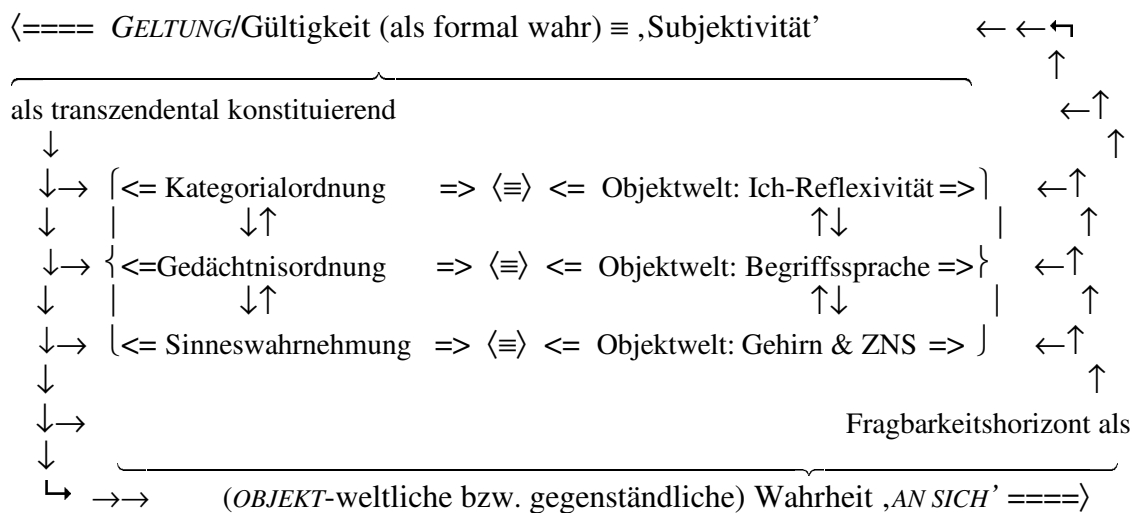 ⟨==== GELTUNG/Gültigkeit (als formal wahr) ≡ ‚Subjektivität’ ← ←↰
↑
als transzendental konstituierend ←↑
↓ ↑
↓→ ⎧<= Kategorialordnung => ⟨≡⟩ <= Objektwelt: Ich-Reflexivität =>⎫ ←↑
↓ | ↓↑ ↑↓ | ↑
↓→ ⎨<=Gedächtnisordnung => ⟨≡⟩ <= Objektwelt: Begriffssprache =>⎬ ←↑
↓ | ↓↑ ↑↓ | ↑
↓→ ⎩<= Sinneswahrnehmung => ⟨≡⟩ <= Objektwelt: Gehirn & ZNS => ⎭ ←↑
↓ ↑
↓→ Fragbarkeitshorizont als
↓
↳ →→ (OBJEKT-weltliche bzw. gegenständliche) Wahrheit ‚AN SICH’ ====⟩